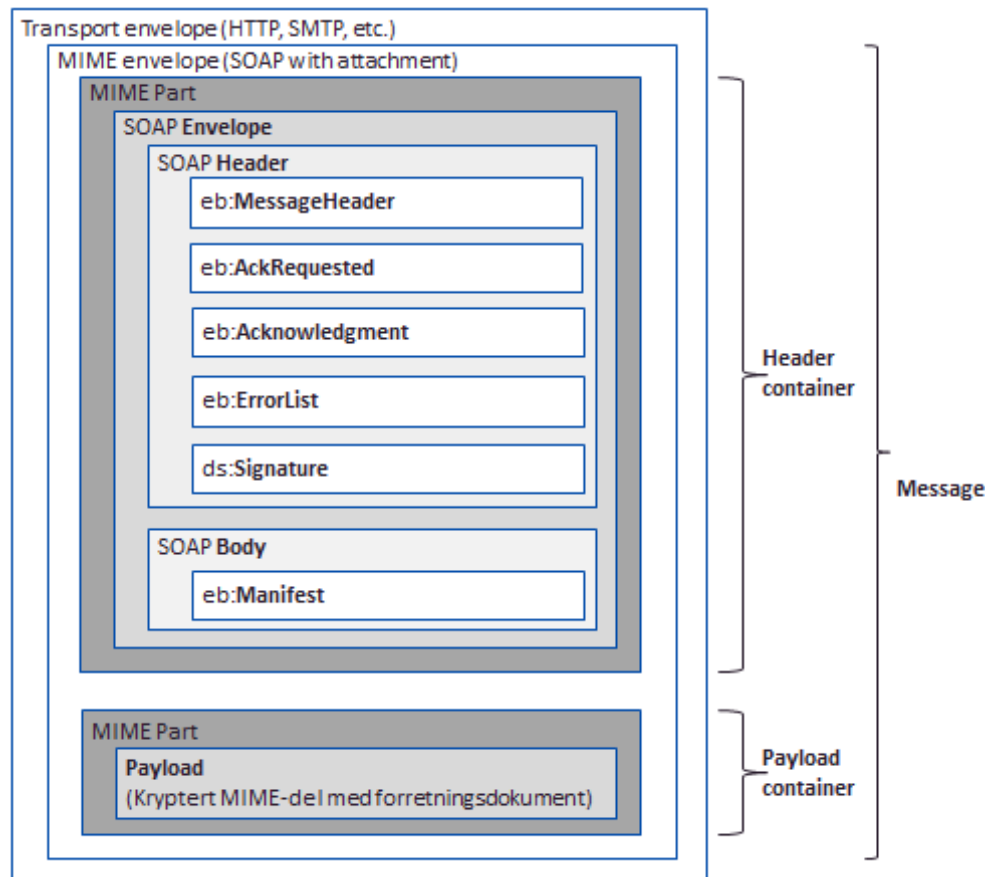 Transport envelope (HTTP, SMTP, etc.)
MIME envelope (SOAP with attachment)
MIME Part
SOAP Envelope
SOAP Header
eb:MessageHeader
eb:AckRequested
eb:Acknowledgment
eb:ErrorList
ds:Signature
SOAP Body
eb:Manifest
Header
container
Message
MIME Part
Payload
(Kryptert MIME-del med forretningsdokument)
Payload
container